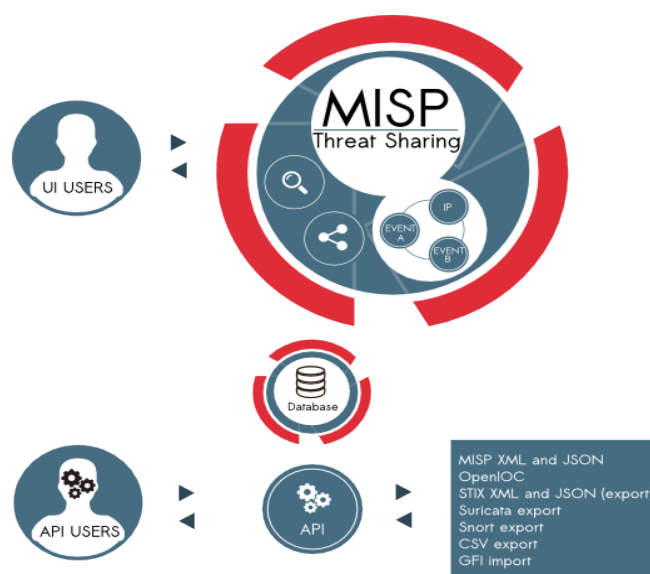 MISP
Threat Sharing
UI USERS
IP
EVENT
A
EVENT
B
Database
API USERS
API
MISP XML and JSON
OpenIOC
STIX XML and JSON (export
Suricata export
Snort export
CSV export
GFI import